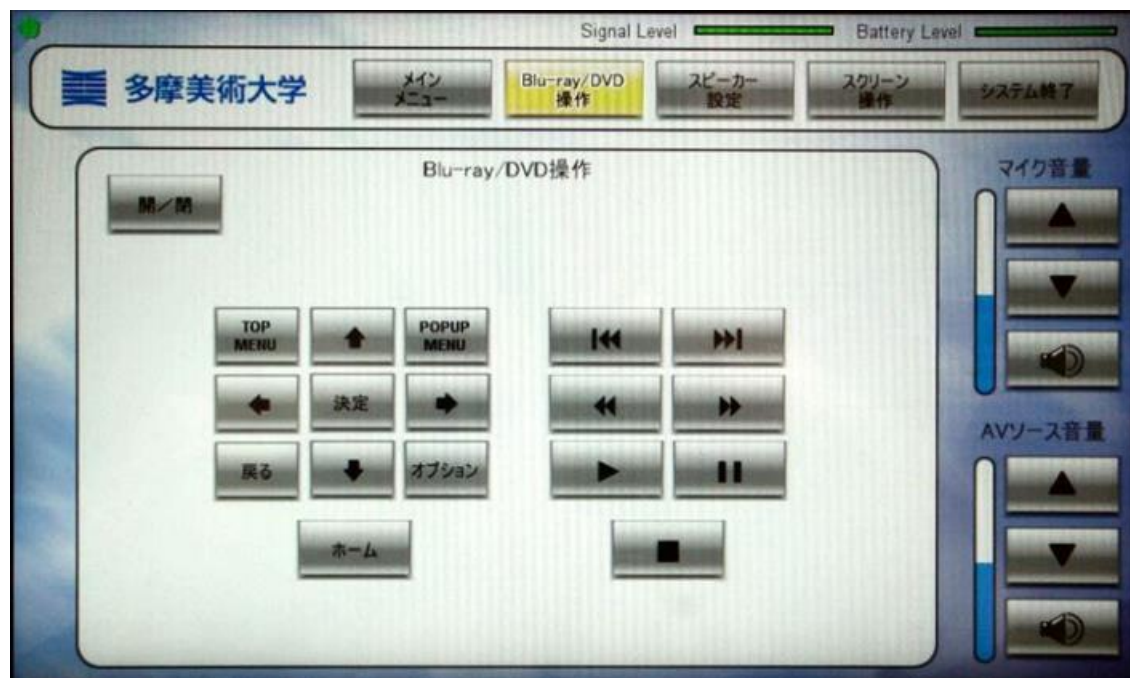 Signal Level
Battery Level
多摩美術大学
メイン
メニュー
Blu-ray/DVD
操作
スピーカー
設定
スクリーン
操作
システム終了
Blu-ray/DVD操作
開/閉
TOP
MENU
POPUP
MENU
決定
戻る
オプション
ホーム
マイク音量
AVソース音量